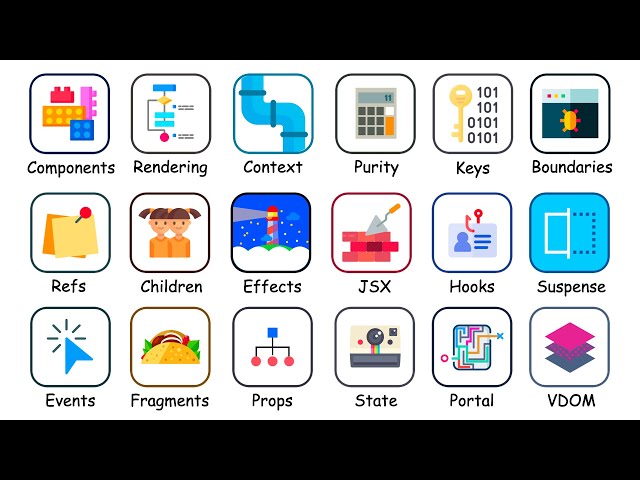 11
101
101
0101
0101
Components Rendering Context Purity Keys Boundaries
Refs Children Effects JSX Hooks Suspense
Events Fragments Props State Portal VDOM